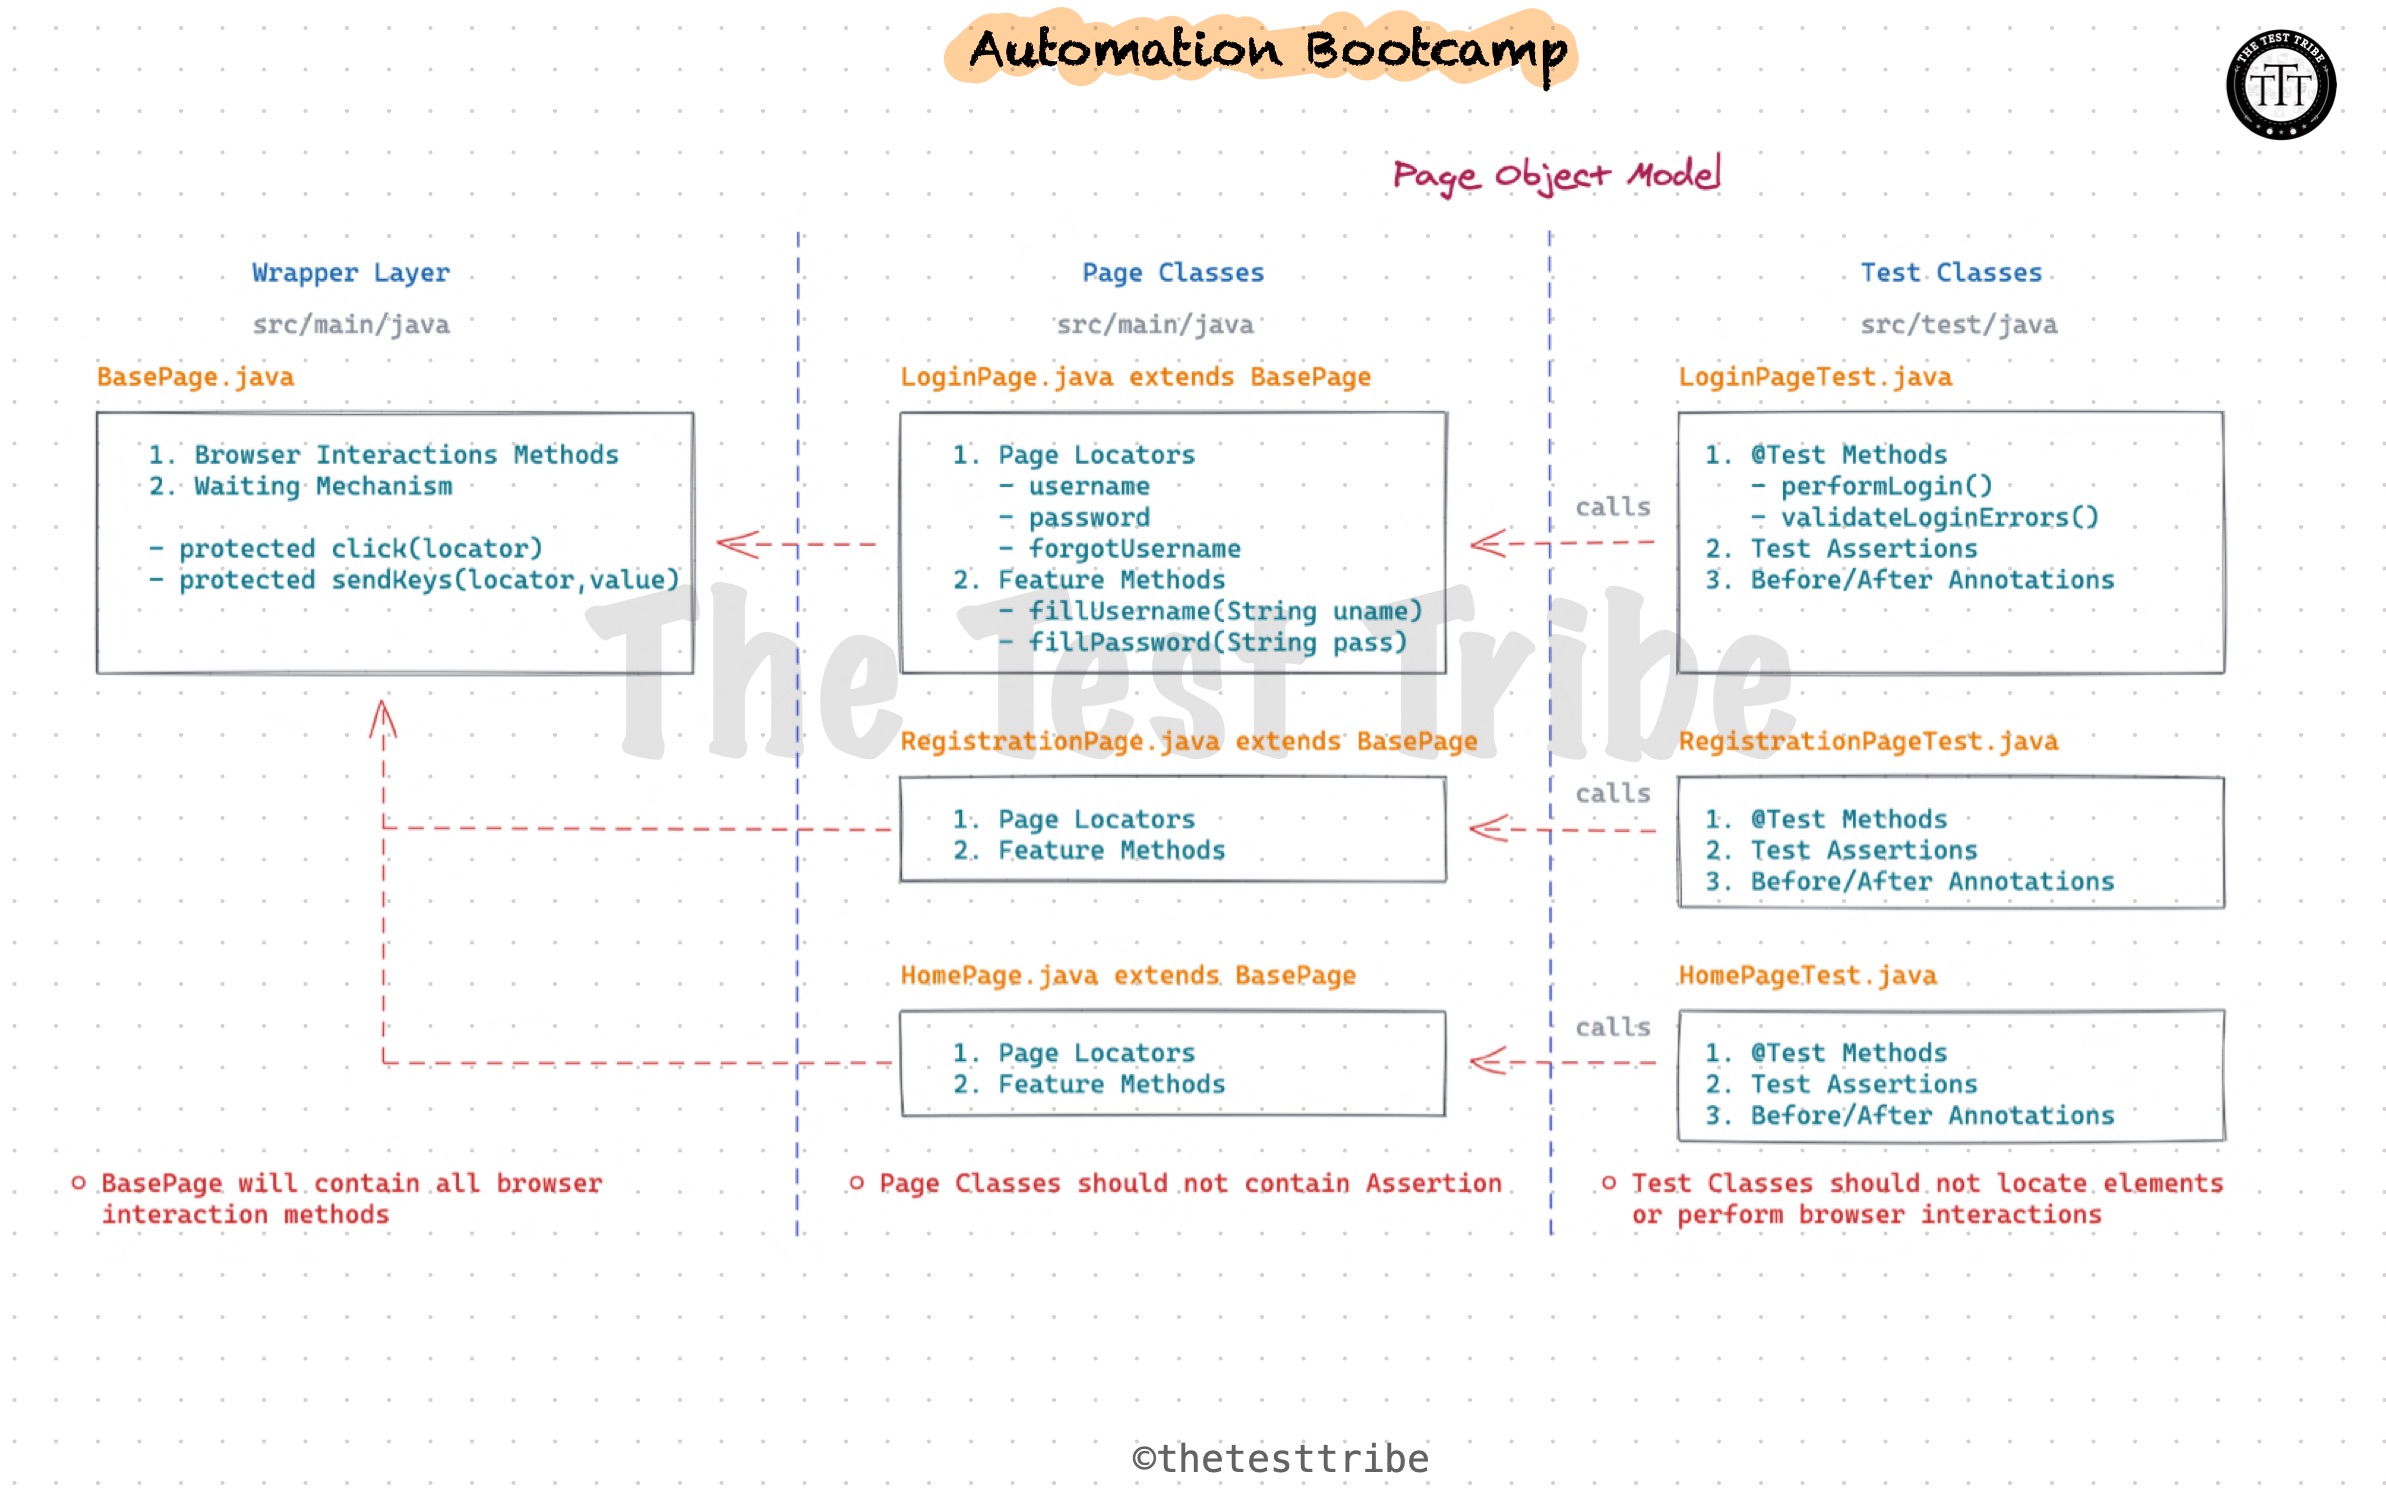 Automation Bootcamp
THE TEST TRIBE
TTT
Page Object Model
Wrapper Layer
src/main/java
BasePage.java
1. Browser Interactions Methods
2. Waiting Mechanism
- protected click(locator)
- protected sendKeys(locator,value)
BasePage will contain all browser
interaction methods
Page Classes
src/main/java
LoginPage.java extends BasePage
1. Page Locators
- username
- password
- forgotUsername
2. Feature Methods
- fillUsername(String uname)
- fillPassword(String pass)
RegistrationPage.java extends BasePage
1. Page Locators
2. Feature Methods
HomePage.java extends BasePage
1. Page Locators
2. Feature Methods
Page Classes should not contain Assertion
calls
calls
calls
Test Classes
src/test/java
LoginPageTest.java
1. @Test Methods
- performLogin()
- validateLoginErrors()
2. Test Assertions
3. Before/After Annotations
RegistrationPageTest.java
1. @Test Methods
2. Test Assertions
3. Before/After Annotations
HomePageTest.java
1. @Test Methods
2. Test Assertions
3. Before/After Annotations
Test Classes should not locate elements
or perform browser interactions
The Test Tribe
©thetesttribe